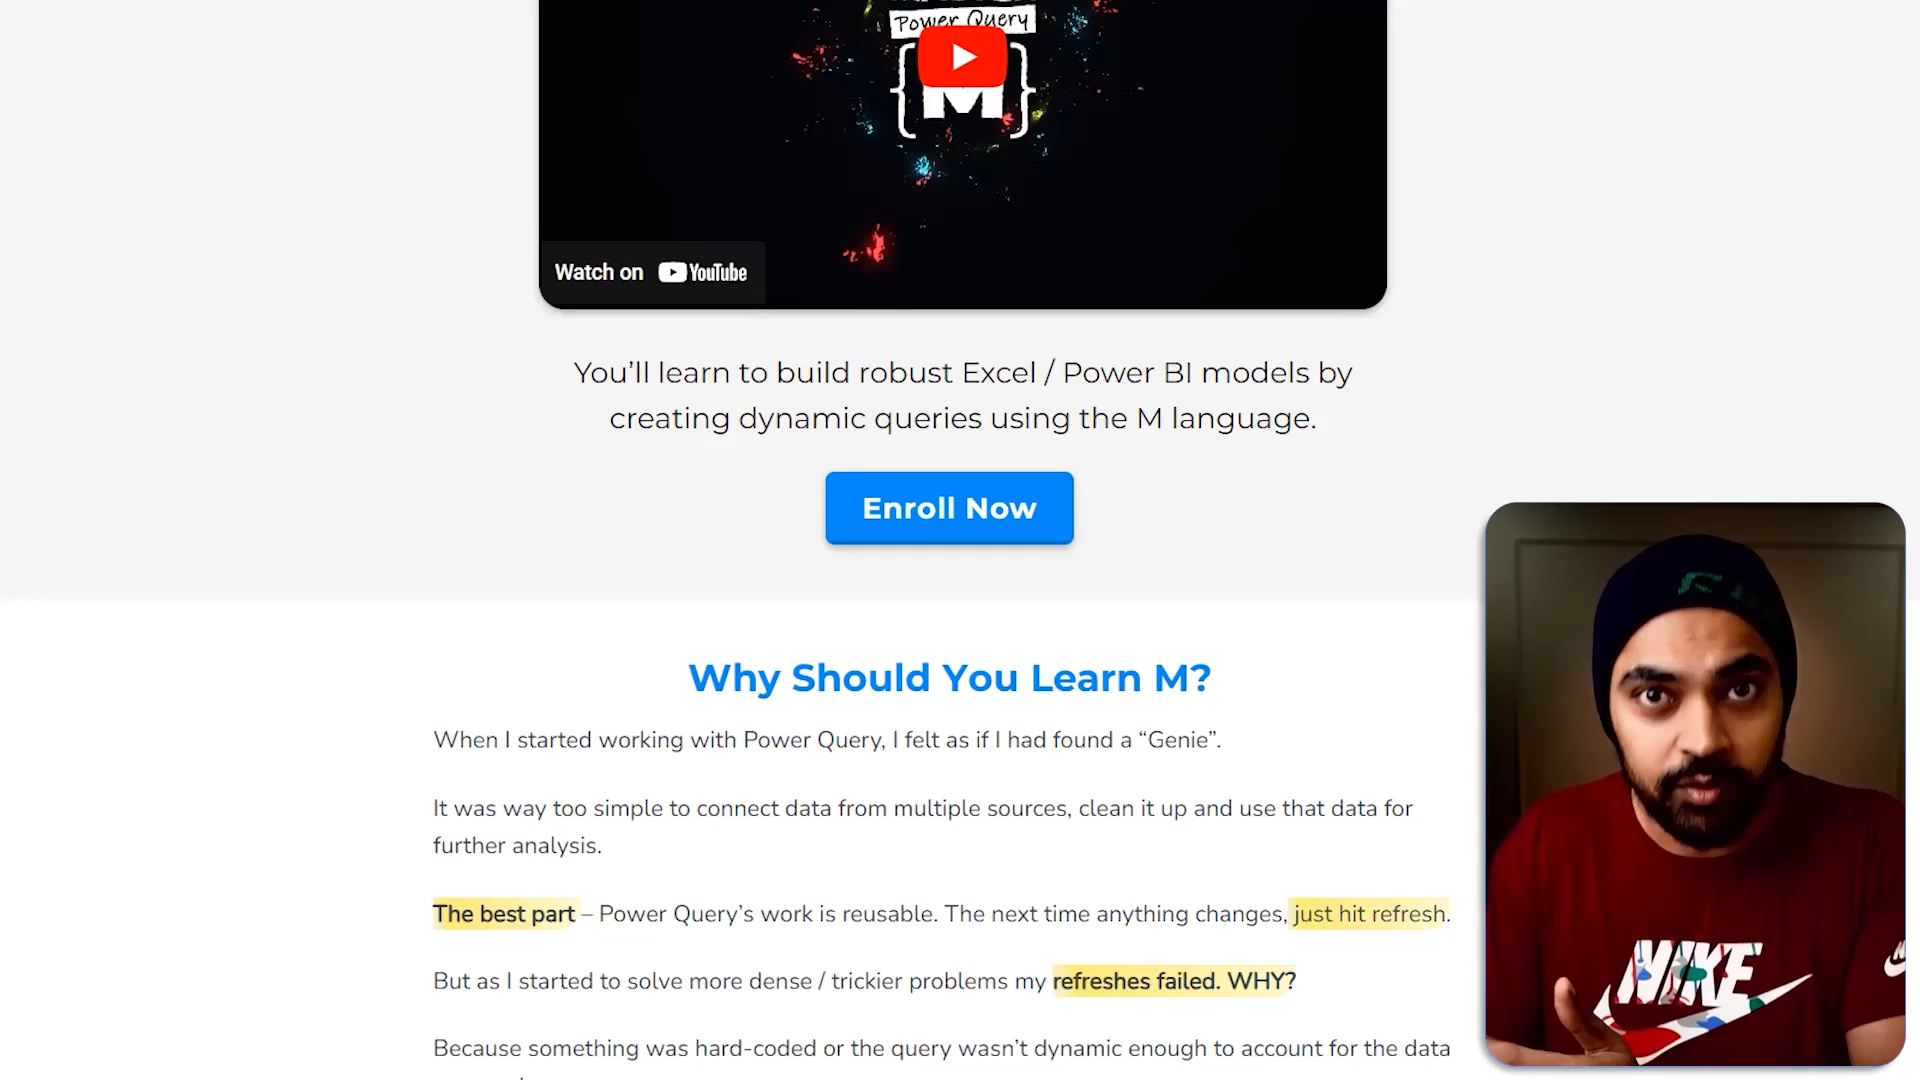 Power Query
{M}
Watch on YouTube
You’ll learn to build robust Excel / Power BI models by
creating dynamic queries using the M language.
Enroll Now
Why Should You Learn M?
When I started working with Power Query, I felt as if I had found a “Genie”.
It was way too simple to connect data from multiple sources, clean it up and use that data for
further analysis.
The best part – Power Query’s work is reusable. The next time anything changes, just hit refresh.
But as I started to solve more dense / trickier problems my refreshes failed. WHY?
Because something was hard-coded or the query wasn’t dynamic enough to account for the data
NIKE